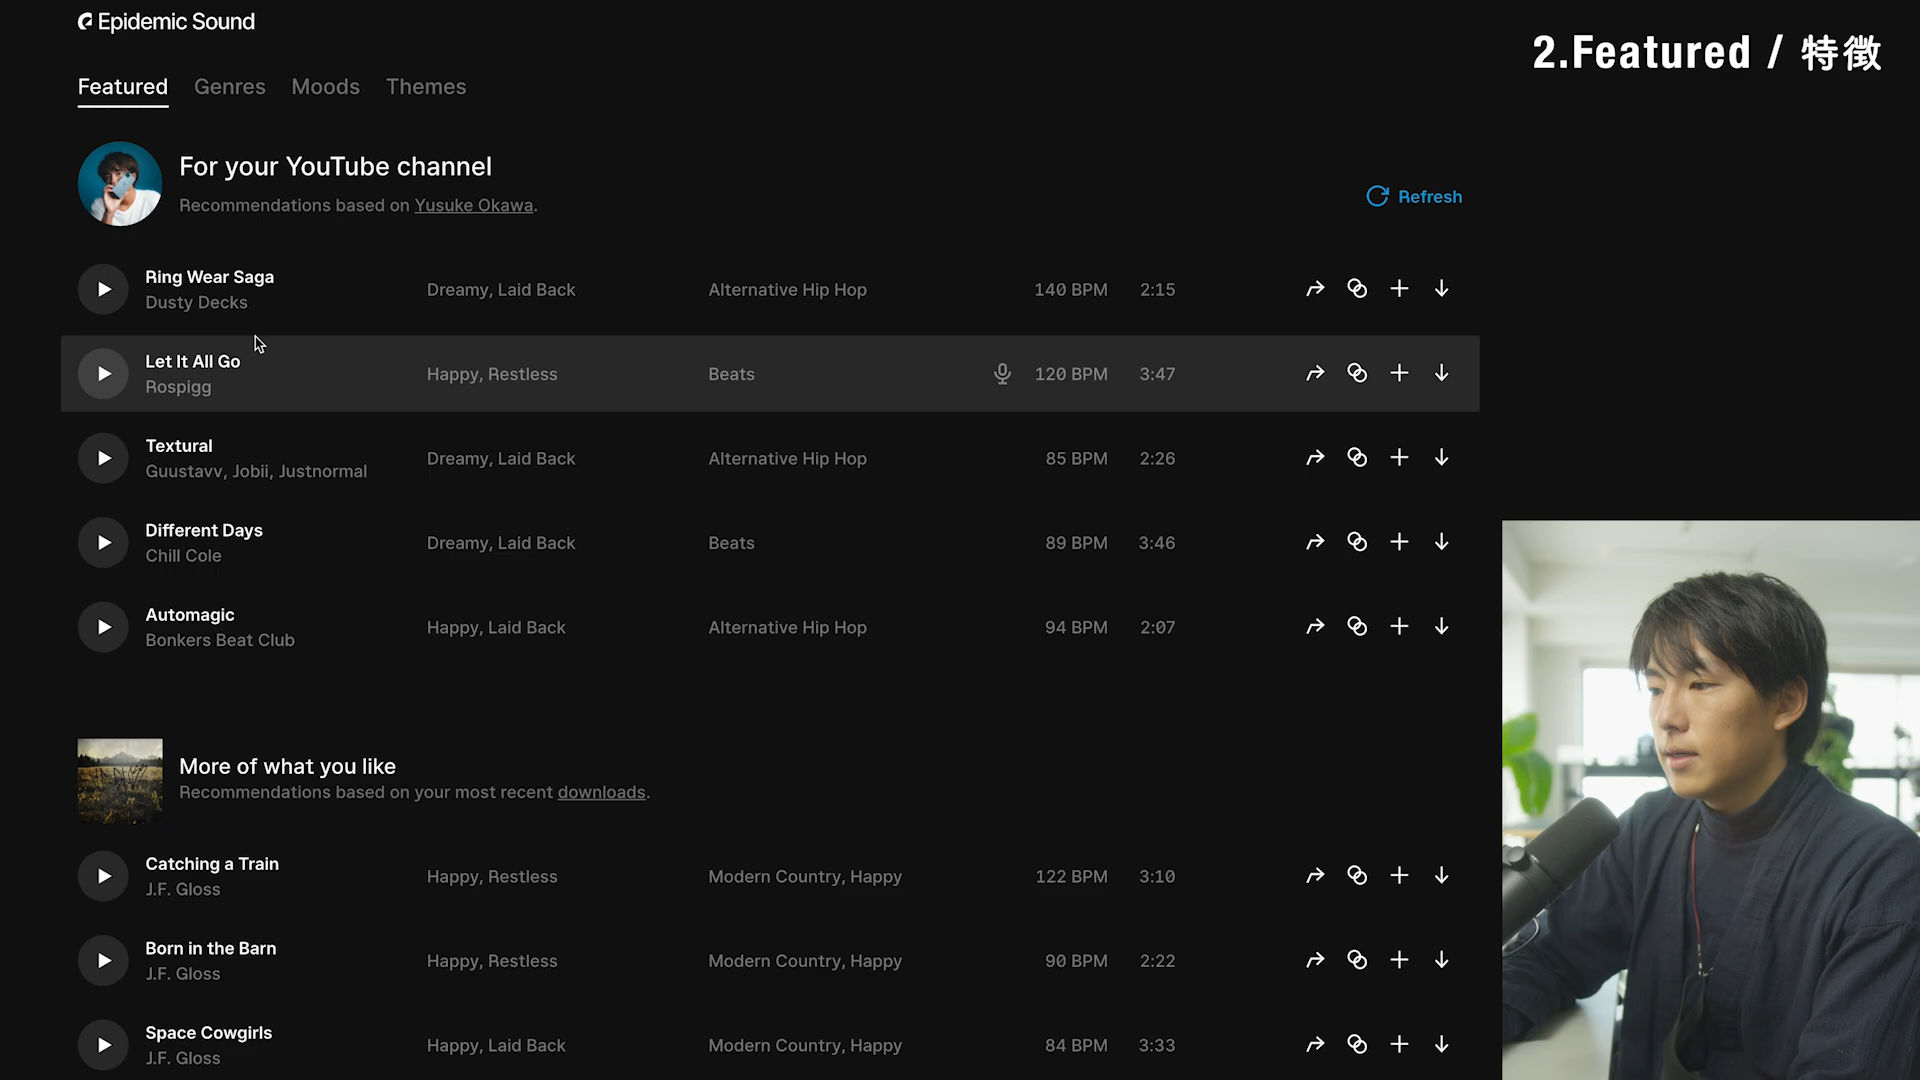 Epidemic Sound
2.Featured / 特徴
Featured Genres Moods Themes
For your YouTube channel
Recommendations based on Yusuke Okawa.
Refresh
Ring Wear Saga
Dusty Decks
Dreamy, Laid Back
Alternative Hip Hop
140 BPM
2:15
Let It All Go
Rospigg
Happy, Restless
Beats
120 BPM
3:47
Textural
Guustavv, Jobii, Justnormal
Dreamy, Laid Back
Alternative Hip Hop
85 BPM
2:26
Different Days
Chill Cole
Dreamy, Laid Back
Beats
89 BPM
3:46
Automagic
Bonkers Beat Club
Happy, Laid Back
Alternative Hip Hop
94 BPM
2:07
More of what you like
Recommendations based on your most recent downloads.
Catching a Train
J.F. Gloss
Happy, Restless
Modern Country, Happy
122 BPM
3:10
Born in the Barn
J.F. Gloss
Happy, Restless
Modern Country, Happy
90 BPM
2:22
Space Cowgirls
J.F. Gloss
Happy, Laid Back
Modern Country, Happy
84 BPM
3:33